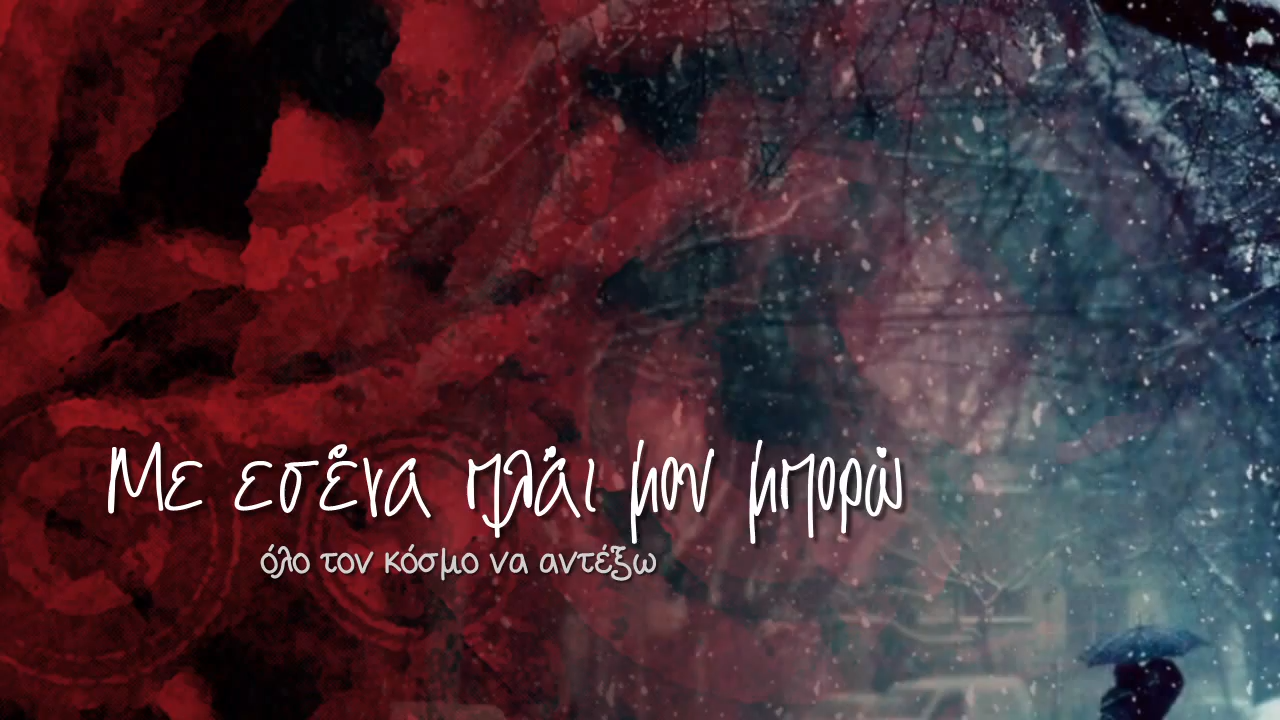 Με εσένα πλάι μου μπορώ
όλο τον κόσμο να αντέξω